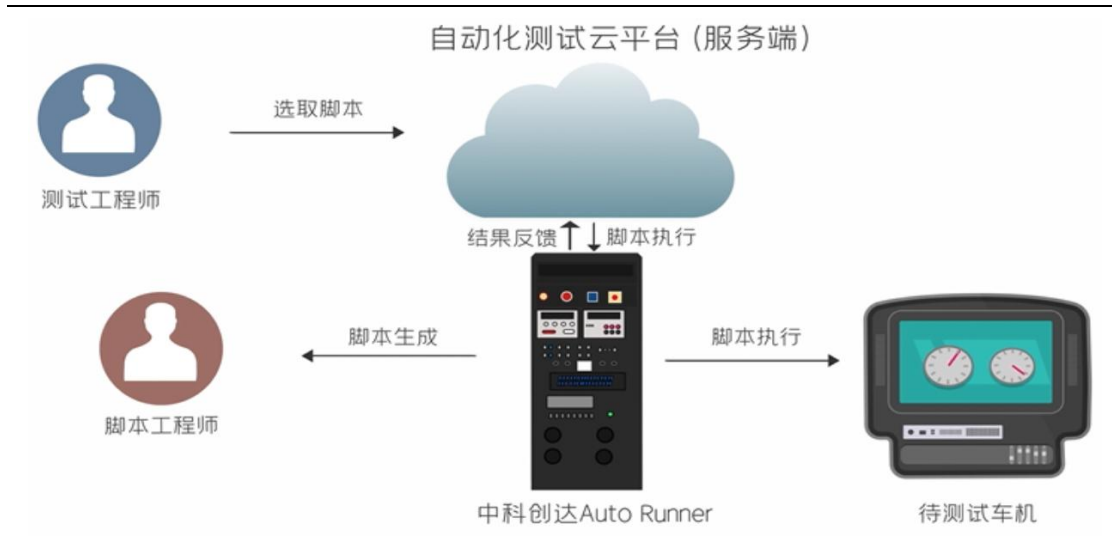 自动化测试云平台(服务端)
选取脚本
测试工程师
结果反馈
脚本执行
脚本生成
脚本执行
脚本工程师
中科创达Auto Runner
待测试车机